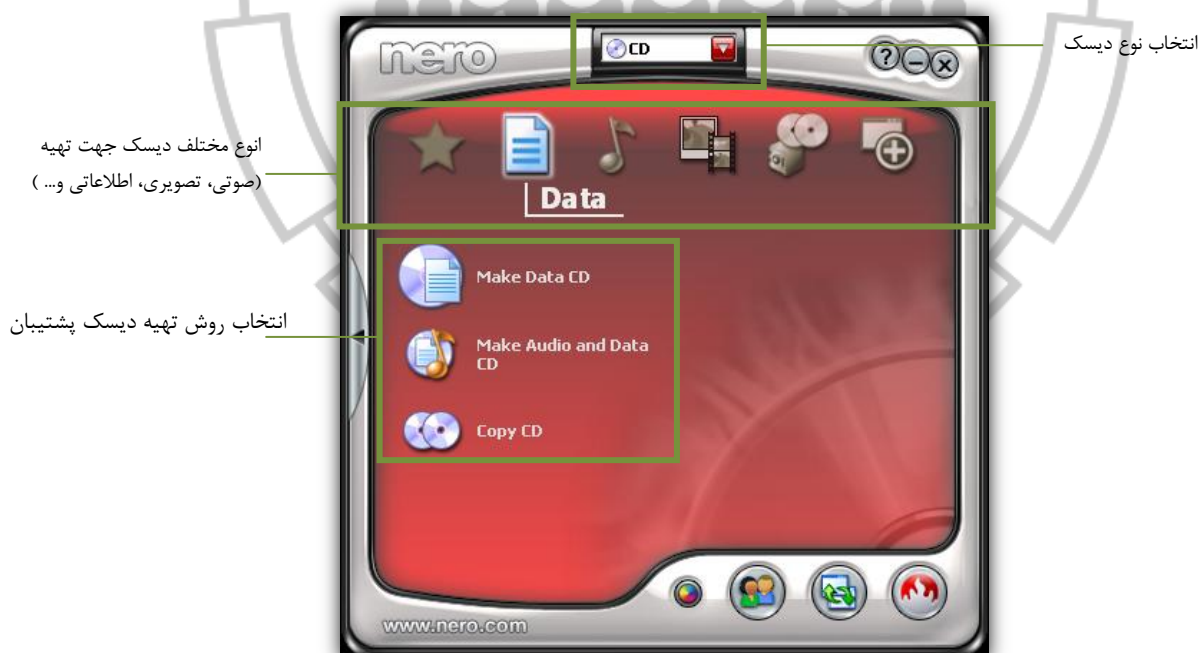 nero
CD
انتخاب نوع دیسک
انوع مختلف دیسک جهت تهیه
(صوتی، تصویری، اطلاعاتی و... )
Data
Make Data CD
انتخاب روش تهیه دیسک پشتیبان
Make Audio and Data
CD
Copy CD
www.nero.com